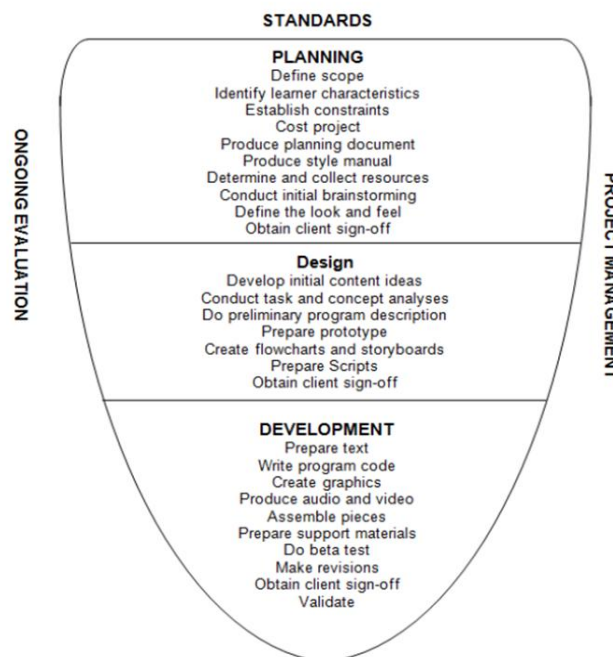 STANDARDS
PLANNING
Define scope
Identify learner characteristics
Establish constraints
Cost project
Produce planning document
Produce style manual
Determine and collect resources
Conduct initial brainstorming
Define the look and feel
Obtain client sign-off
ONGOING EVALUATION
PROJECT MANAGEMENT
Design
Develop initial content ideas
Conduct task and concept analyses
Do preliminary program description
Prepare prototype
Create flowcharts and storyboards
Prepare Scripts
Obtain client sign-off
DEVELOPMENT
Prepare text
Write program code
Create graphics
Produce audio and video
Assemble pieces
Prepare support materials
Do beta test
Make revisions
Obtain client sign-off
Validate